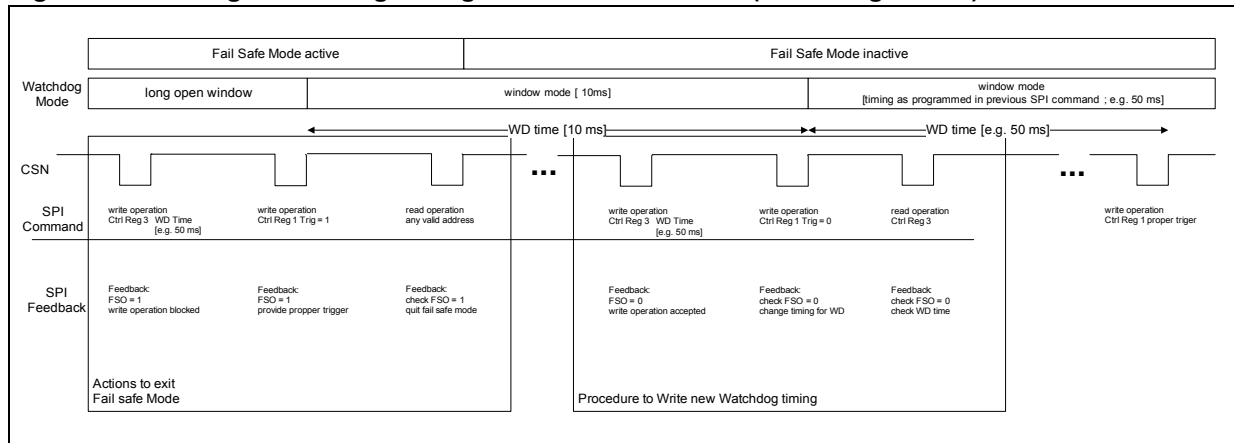 Fail Safe Mode active
Fail Safe Mode inactive
Watchdog
Mode
long open window
window mode [ 10ms]
window mode
[timing as programmed in previous SPI command ; e.g. 50 ms]
WD time [10 ms]
WD time [e.g. 50 ms]
CSN
...
...
SPI
Command
write operation
Ctrl Reg 3 WD Time
[e.g. 50 ms]
write operation
Ctrl Reg 1 Trig = 1
read operation
any valid address
write operation
Ctrl Reg 3 WD Time
[e.g. 50 ms]
write operation
Ctrl Reg 1 Trig = 0
read operation
Ctrl Reg 3
write operation
Ctrl Reg 1 proper triger
SPI
Feedback
Feedback:
FSO = 1
write operation blocked
Feedback:
FSO = 1
provide propper trigger
Feedback:
check FSO = 1
quit fail safe mode
Feedback:
FSO = 0
write operation accepted
Feedback:
check FSO = 0
change timing for WD
Feedback:
check FSO = 0
check WD time
Actions to exit
Fail safe Mode
Procedure to Write new Watchdog timing